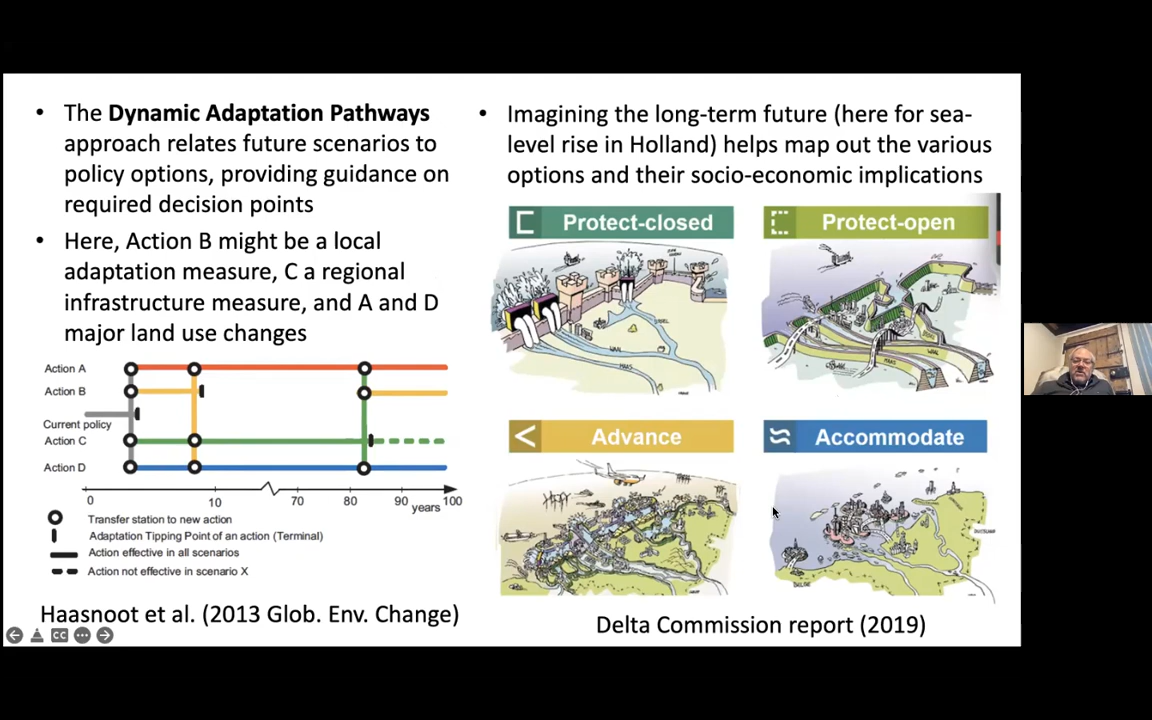 • The Dynamic Adaptation Pathways
approach relates future scenarios to
policy options, providing guidance on
required decision points
• Here, Action B might be a local
adaptation measure, C a regional
infrastructure measure, and A and D
major land use changes
Action A
Action B
Current policy
Action C
Action D
0 10 70 80 90 100
years
Transfer station to new action
Adaptation Tipping Point of an action (Terminal)
Action effective in all scenarios
Action not effective in scenario X
Haasnoot et al. (2013 Glob. Env. Change)
CC
• Imagining the long-term future (here for sea-
level rise in Holland) helps map out the various
options and their socio-economic implications
Protect-closed
Protect-open
WAAL
MAAS
WAAL
MAAS
Advance
Accommodate
Delta Commission report (2019)